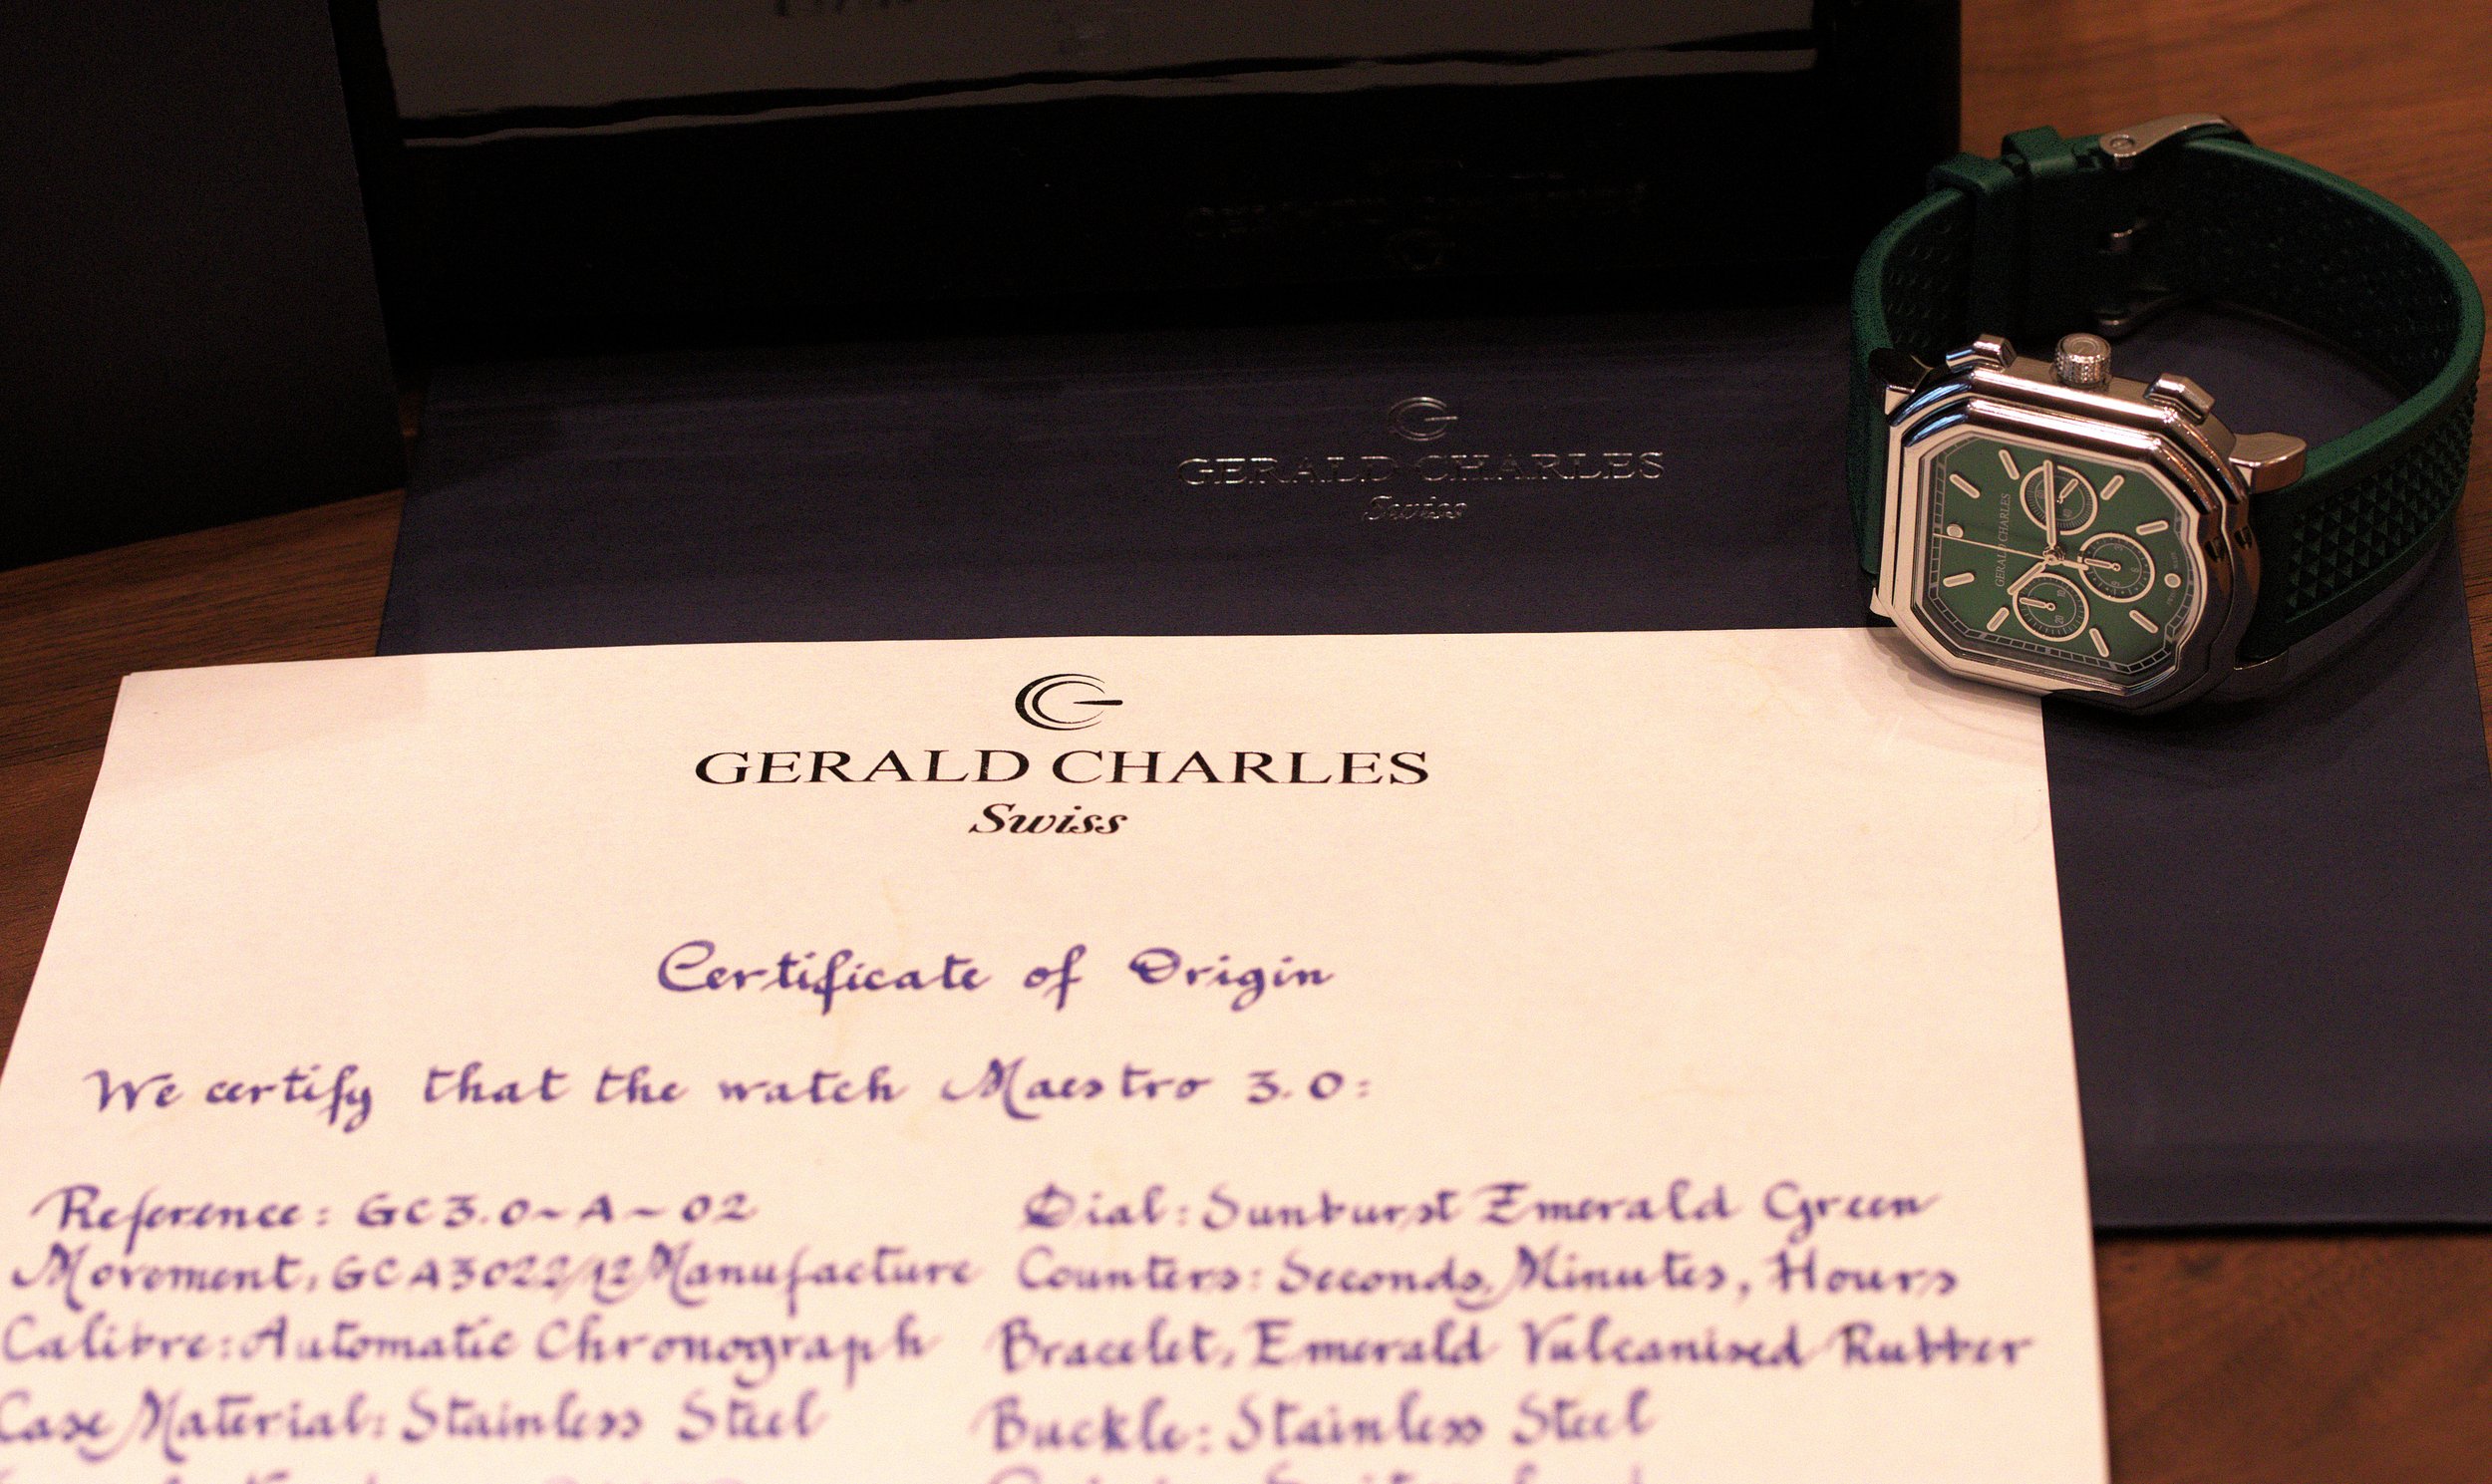 GERALD CHARLES
Swiss
GERALD CHARLES
GERALD CHARLES
Swiss
Certificate of Origin
We certify that the watch Maestro 3.0:
Reference: GC3.0-A-02
Dial: Sunburst Emerald Green
Movement, GCA3022/12 Manufacture
Counters: Seconds, Minutes, Hours
Calibre: Automatic Chronograph
Bracelet, Emerald Vulcanised Rubber
Case Material: Stainless Steel
Buckle: Stainless Steel